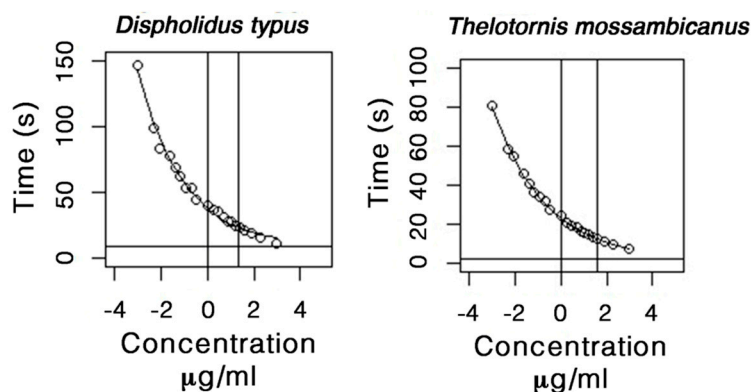 Dispholidus typus
Time (s)
150
100
50
0
-4 -2 0 2 4
Concentration
μg/ml
Thelotornis mossambicanus
Time (s)
100
80
60
40
20
0
-4 -2 0 2 4
Concentration
μg/ml